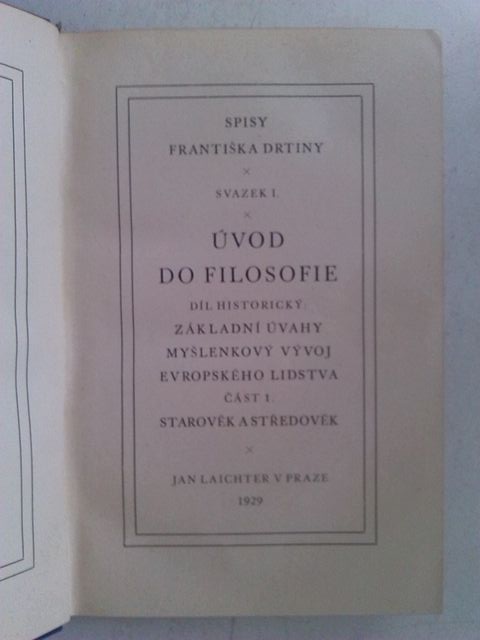 SPISY
FRANTIŠKA DRTINY
×
SVAZEK I.
×
ÚVOD
DO FILOSOFIE
DÍL HISTORICKÝ:
ZÁKLADNÍ ÚVAHY
MYŠLENKOVÝ VÝVOJ
EVROPSKÉHO LIDSTVA
ČÁST 1.
STAROVĚK A STŘEDOVĚK
×
JAN LAICHTER V PRAZE
1929